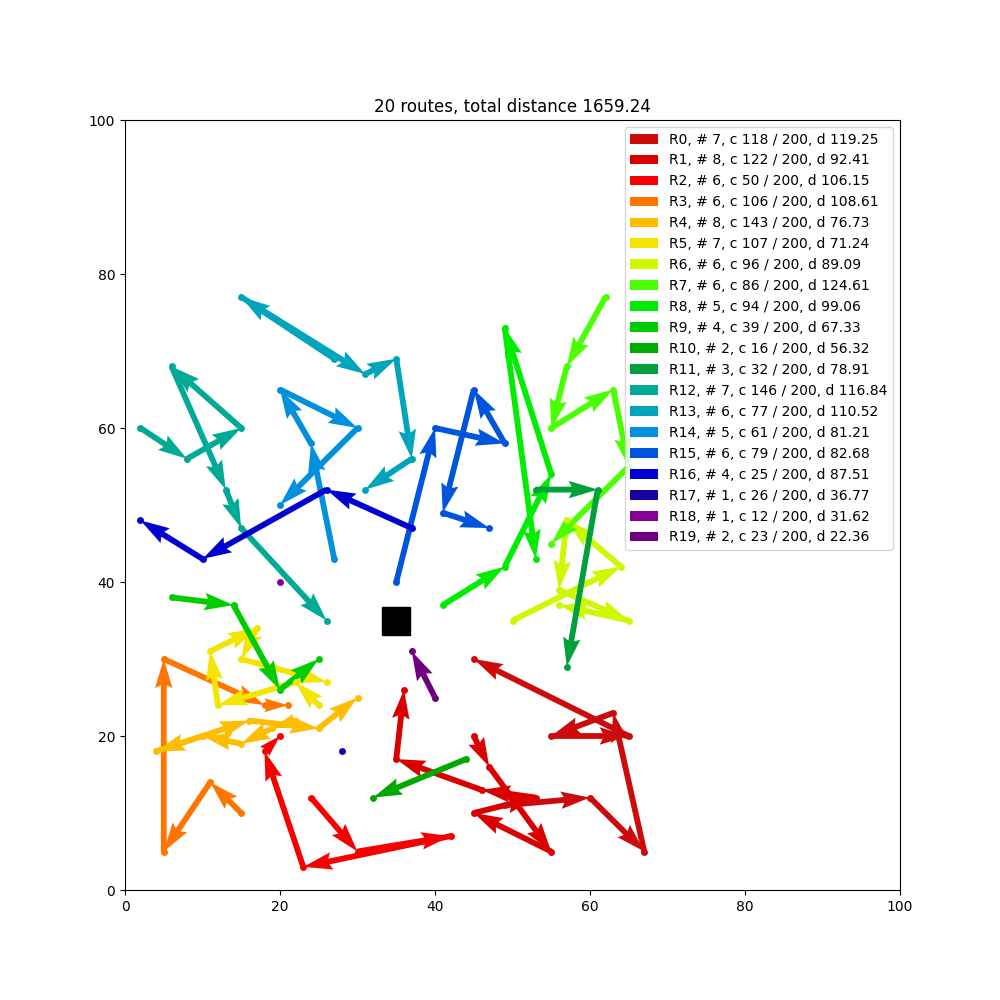 20 routes, total distance 1659.24
100
80
60
40
20
0
0 20 40 60 80 100
R0, # 7, c 118 / 200, d 119.25
R1, # 8, c 122 / 200, d 92.41
R2, # 6, c 50 / 200, d 106.15
R3, # 6, c 106 / 200, d 108.61
R4, # 8, c 143 / 200, d 76.73
R5, # 7, c 107 / 200, d 71.24
R6, # 6, c 96 / 200, d 89.09
R7, # 6, c 86 / 200, d 124.61
R8, # 5, c 94 / 200, d 99.06
R9, # 4, c 39 / 200, d 67.33
R10, # 2, c 16 / 200, d 56.32
R11, # 3, c 32 / 200, d 78.91
R12, # 7, c 146 / 200, d 116.84
R13, # 6, c 77 / 200, d 110.52
R14, # 5, c 61 / 200, d 81.21
R15, # 6, c 79 / 200, d 82.68
R16, # 4, c 25 / 200, d 87.51
R17, # 1, c 26 / 200, d 36.77
R18, # 1, c 12 / 200, d 31.62
R19, # 2, c 23 / 200, d 22.36